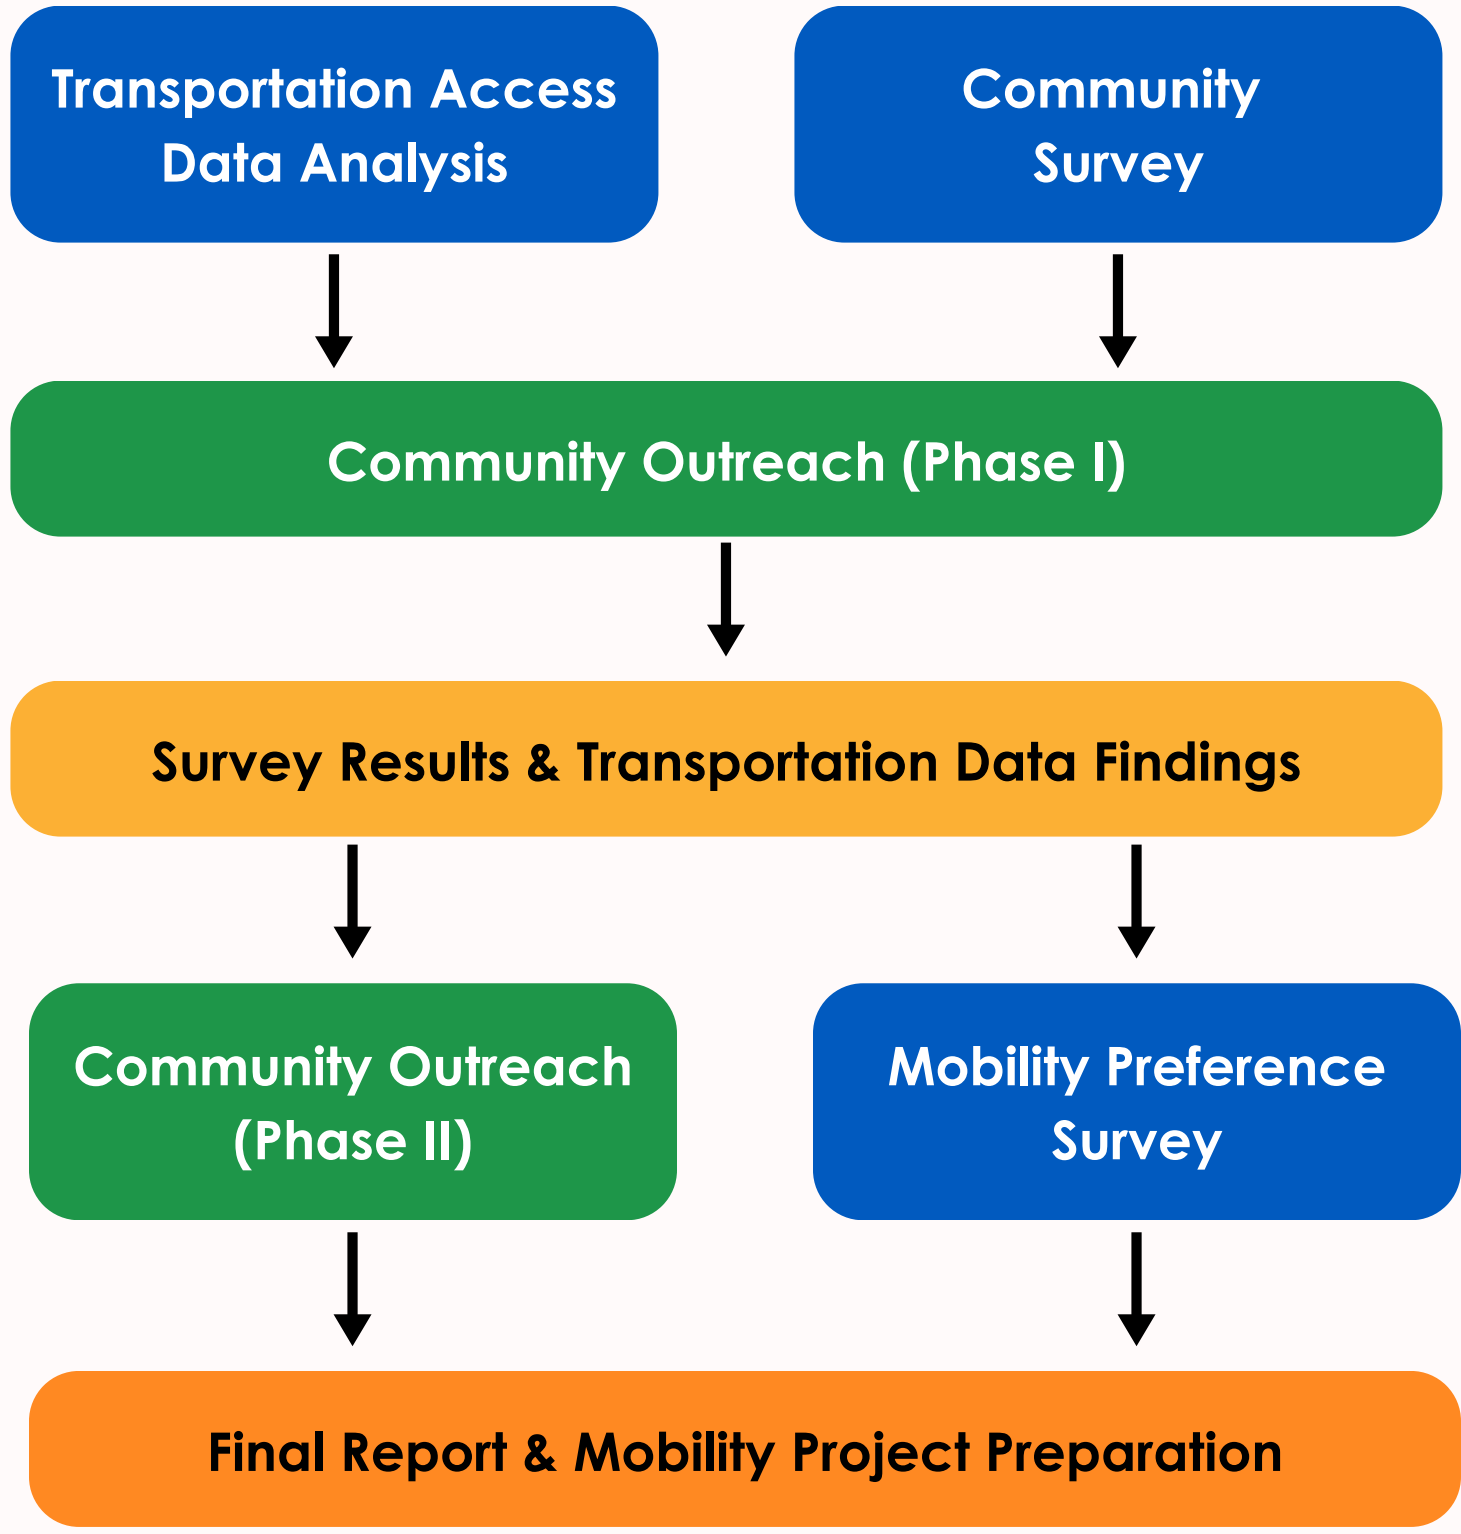 Transportation Access
Data Analysis
Community
Survey
Community Outreach (Phase I)
Survey Results & Transportation Data Findings
Community Outreach
(Phase II)
Mobility Preference
Survey
Final Report & Mobility Project Preparation